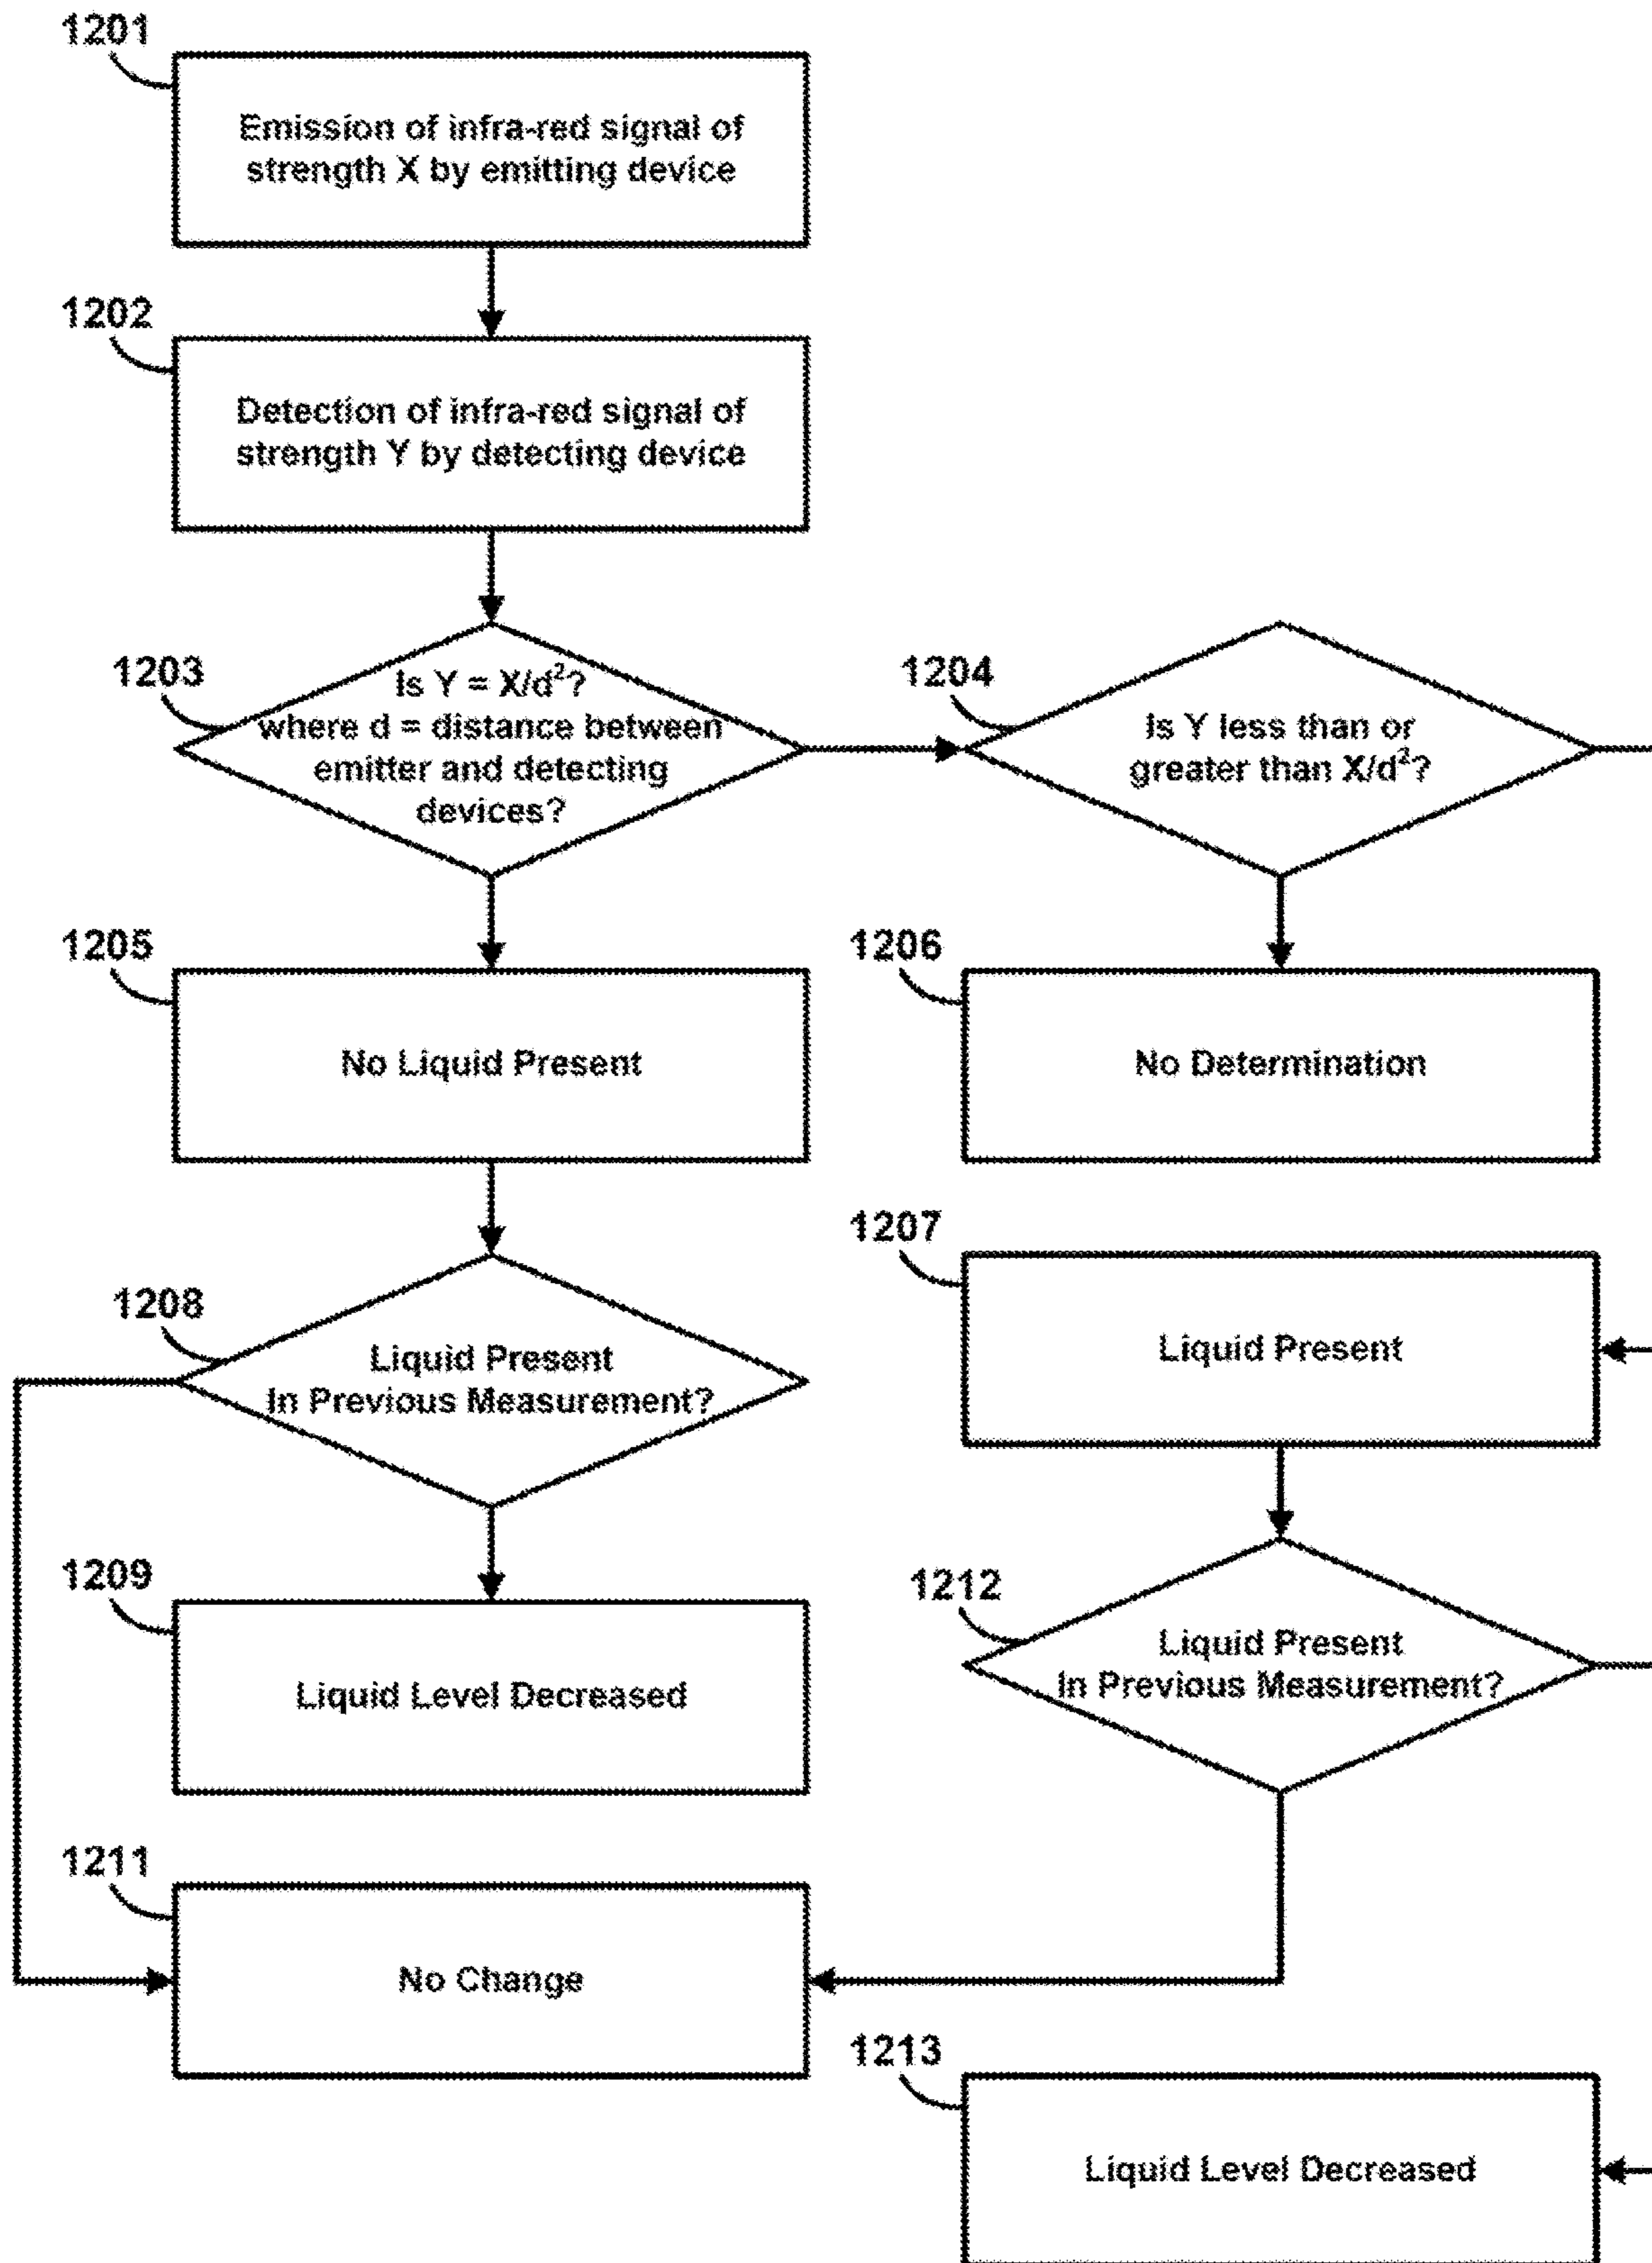 1201
Emission of infra-red signal of
strength X by emitting device
1202
Detection of infra-red signal of
strength Y by detecting device
1203
Is Y = X/d²?
where d = distance between
emitter and detecting
devices?
1204
Is Y less than or
greater than X/d²?
1205
No Liquid Present
1206
No Determination
1207
Liquid Present
1208
Liquid Present
In Previous Measurement?
1209
Liquid Level Decreased
1212
Liquid Present
In Previous Measurement?
1211
No Change
1213
Liquid Level Decreased